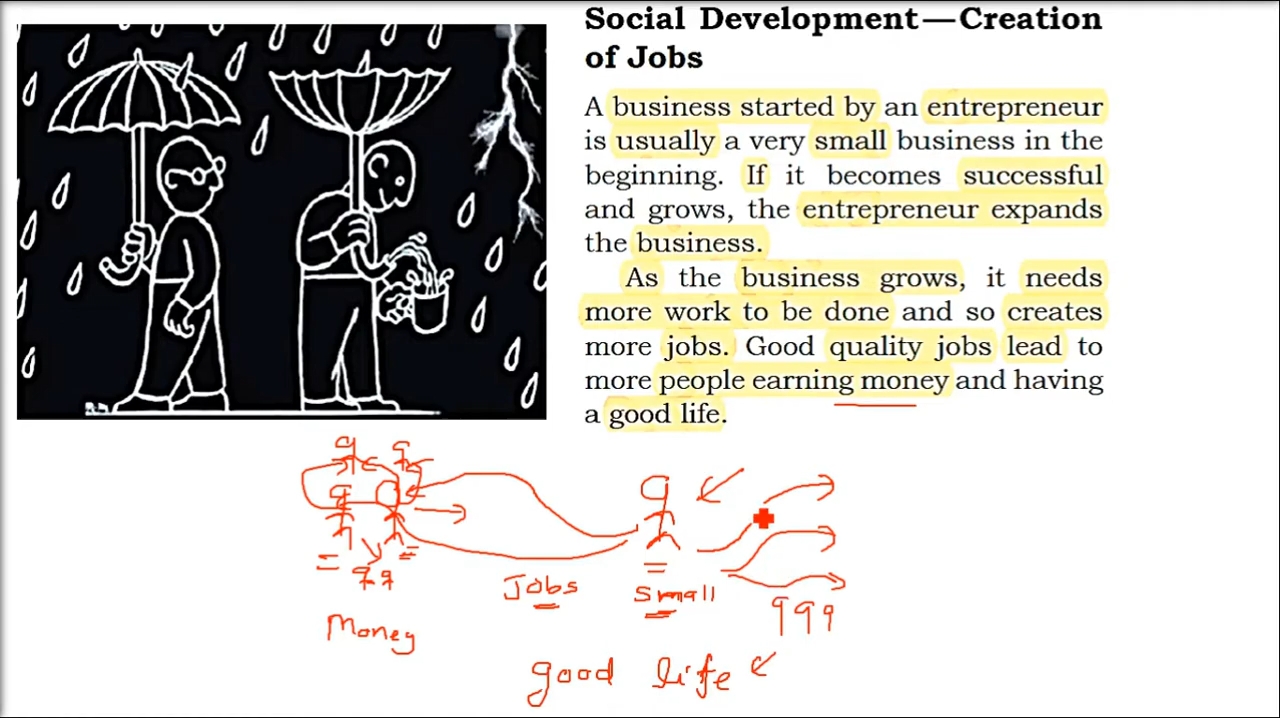 Social Development—Creation
of Jobs
A business started by an entrepreneur
is usually a very small business in the
beginning. If it becomes successful
and grows, the entrepreneur expands
the business.
As the business grows, it needs
more work to be done and so creates
more jobs. Good quality jobs lead to
more people earning money and having
a good life.
Jobs
Small
Money
good life